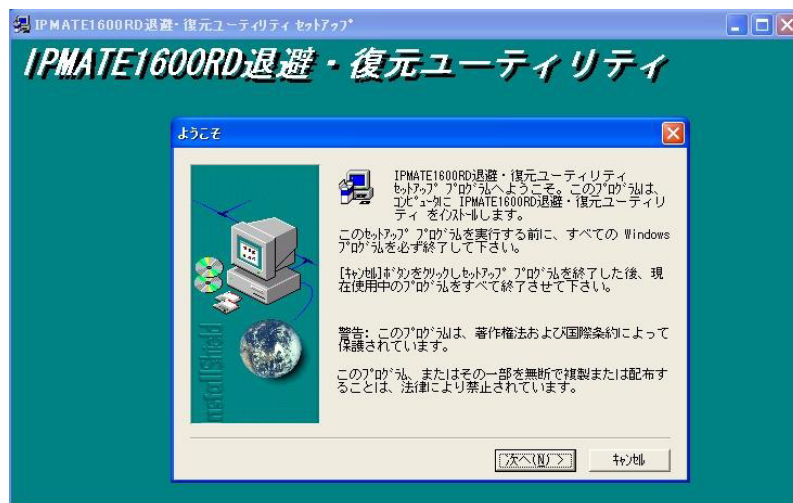 IPMATE1600RD退避・復元ユーティリティ セットアップ
IPMATE1600RD退避・復元ユーティリティ
ようこそ
IPMATE1600RD退避・復元ユーティリティ
ｾｯﾄｱｯﾌﾟ ﾌﾟﾛｸﾞﾗﾑへようこそ。このﾌﾟﾛｸﾞﾗﾑは、
ｺﾝﾋﾟｭｰﾀに IPMATE1600RD退避・復元ユーティリ
ティ をｲﾝｽﾄｰﾙします。
このｾｯﾄｱｯﾌﾟ ﾌﾟﾛｸﾞﾗﾑを実行する前に、すべての Windows
ﾌﾟﾛｸﾞﾗﾑを必ず終了して下さい。
[ｷｬﾝｾﾙ]ﾎﾞﾀﾝをｸﾘｯｸしｾｯﾄｱｯﾌﾟ ﾌﾟﾛｸﾞﾗﾑを終了した後、現
在使用中のﾌﾟﾛｸﾞﾗﾑをすべて終了させて下さい。
警告: このﾌﾟﾛｸﾞﾗﾑは、著作権法および国際条約によって
保護されています。
このﾌﾟﾛｸﾞﾗﾑ、またはその一部を無断で複製または配布す
ることは、法律により禁止されています。
InstallShield
次へ(N) >
ｷｬﾝｾﾙ